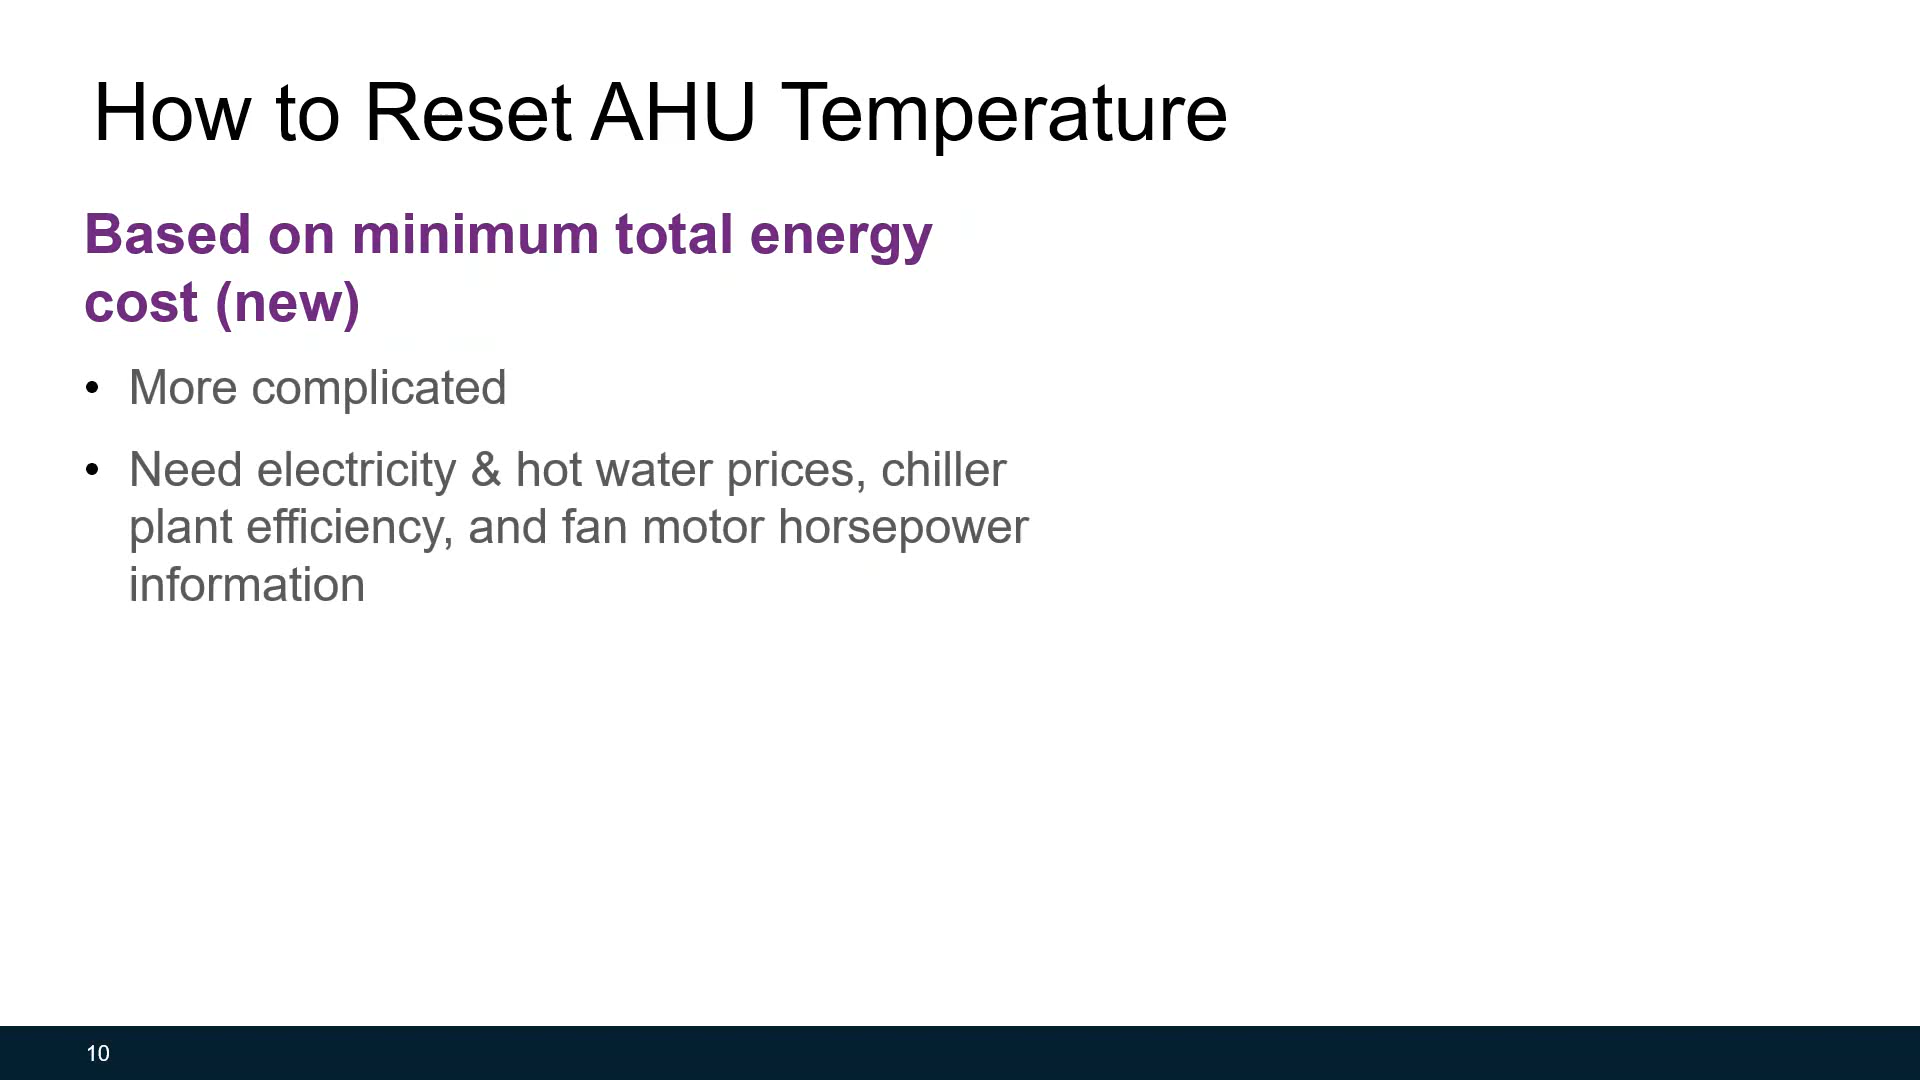 How to Reset AHU Temperature
Based on minimum total energy
cost (new)
• More complicated
• Need electricity & hot water prices, chiller
plant efficiency, and fan motor horsepower
information
10